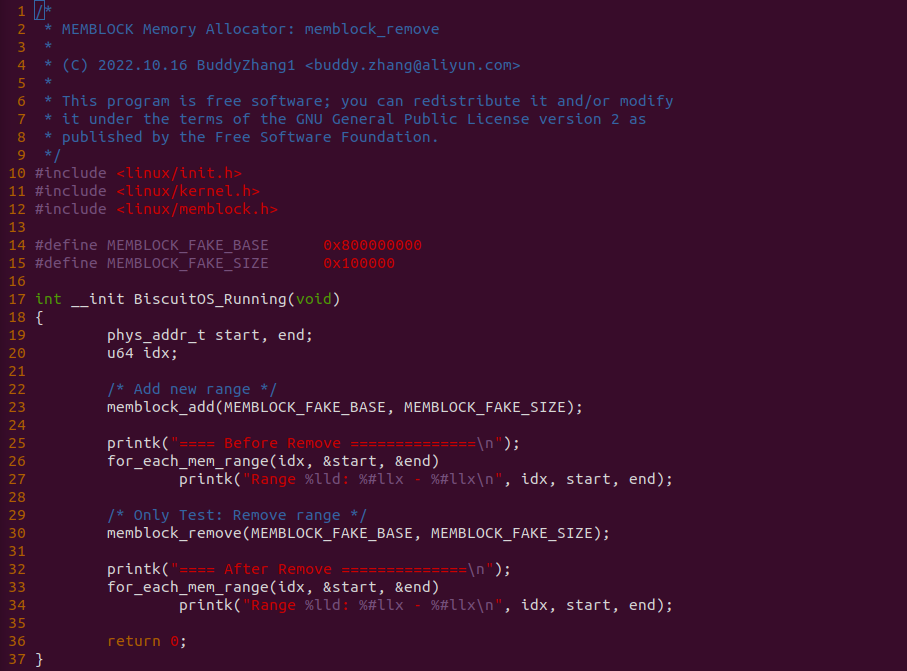 1 /*
2  * MEMBLOCK Memory Allocator: memblock_remove
3  *
4  * (C) 2022.10.16 BuddyZhang1 <buddy.zhang@aliyun.com>
5  *
6  * This program is free software; you can redistribute it and/or modify
7  * it under the terms of the GNU General Public License version 2 as
8  * published by the Free Software Foundation.
9  */
10 #include <linux/init.h>
11 #include <linux/kernel.h>
12 #include <linux/memblock.h>
13
14 #define MEMBLOCK_FAKE_BASE      0x800000000
15 #define MEMBLOCK_FAKE_SIZE      0x100000
16
17 int __init BiscuitOS_Running(void)
18 {
19         phys_addr_t start, end;
20         u64 idx;
21
22         /* Add new range */
23         memblock_add(MEMBLOCK_FAKE_BASE, MEMBLOCK_FAKE_SIZE);
24
25         printk("==== Before Remove ==============\n");
26         for_each_mem_range(idx, &start, &end)
27                 printk("Range %lld: %#llx - %#llx\n", idx, start, end);
28
29         /* Only Test: Remove range */
30         memblock_remove(MEMBLOCK_FAKE_BASE, MEMBLOCK_FAKE_SIZE);
31
32         printk("==== After Remove ==============\n");
33         for_each_mem_range(idx, &start, &end)
34                 printk("Range %lld: %#llx - %#llx\n", idx, start, end);
35
36         return 0;
37 }